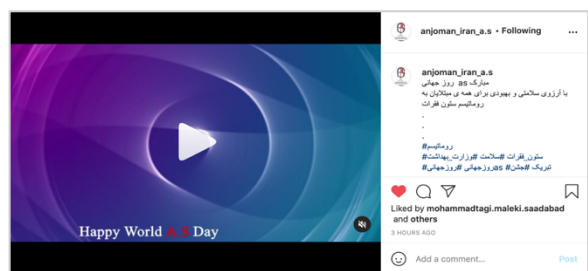 anjoman_iran_a.s • Following
anjoman_iran_a.s
مبارک as روز جهانی
با آرزوی سلامتی و بهبودی برای همه ی مبتلایان به
روماتیسم ستون فقرات
.
.
.
#روماتیسم
#ستون_فقرات #سلامت #وزارت_بهداشت
#تبریک #جشن #asروزجهانی #روزجهانی
Happy World A.S Day
Liked by mohammadtagi.maleki.saadabad
and others
3 HOURS AGO
Add a comment...
Post